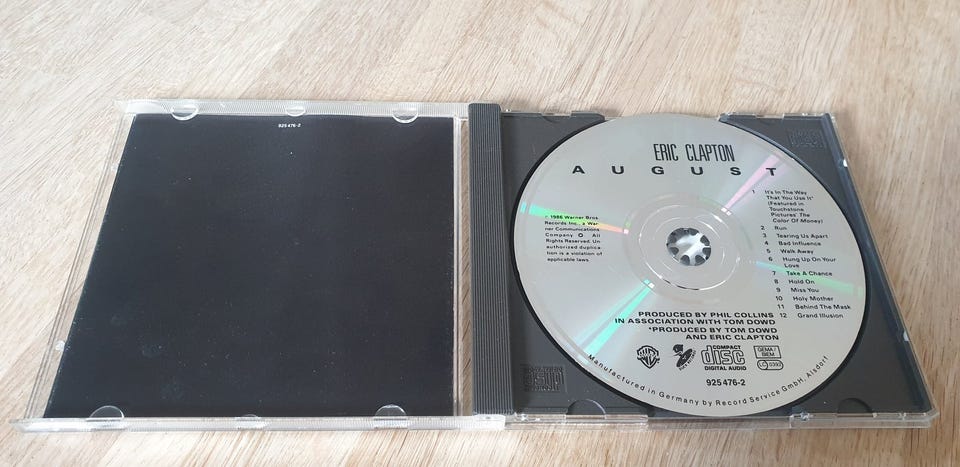 925 476-2
ERIC CLAPTON
AUGUST
℗ 1986 Warner Bros.
Records Inc., a War
ner Communications
Company All
Rights Reserved. Un
authorized duplica
tion is a violation of
applicable laws.
1 It's In The Way
That You Use It*
(Featured in
Touchstone
Pictures' The
Color Of Money)
2 Run
3 Tearing Us Apart
4 Bad Influence
5 Walk Away
6 Hung Up On Your
Love
7 Take A Chance
8 Hold On
9 Miss You
10 Holy Mother
11 Behind The Mask
12 Grand Illusion
PRODUCED BY PHIL COLLINS
IN ASSOCIATION WITH TOM DOWD
*PRODUCED BY TOM DOWD
AND ERIC CLAPTON
COMPACT
disc
DIGITAL AUDIO
GEMA/
BIEM
LC 0392
925 476-2
Manufactured in Germany by Record Service GmbH, Alsdorf